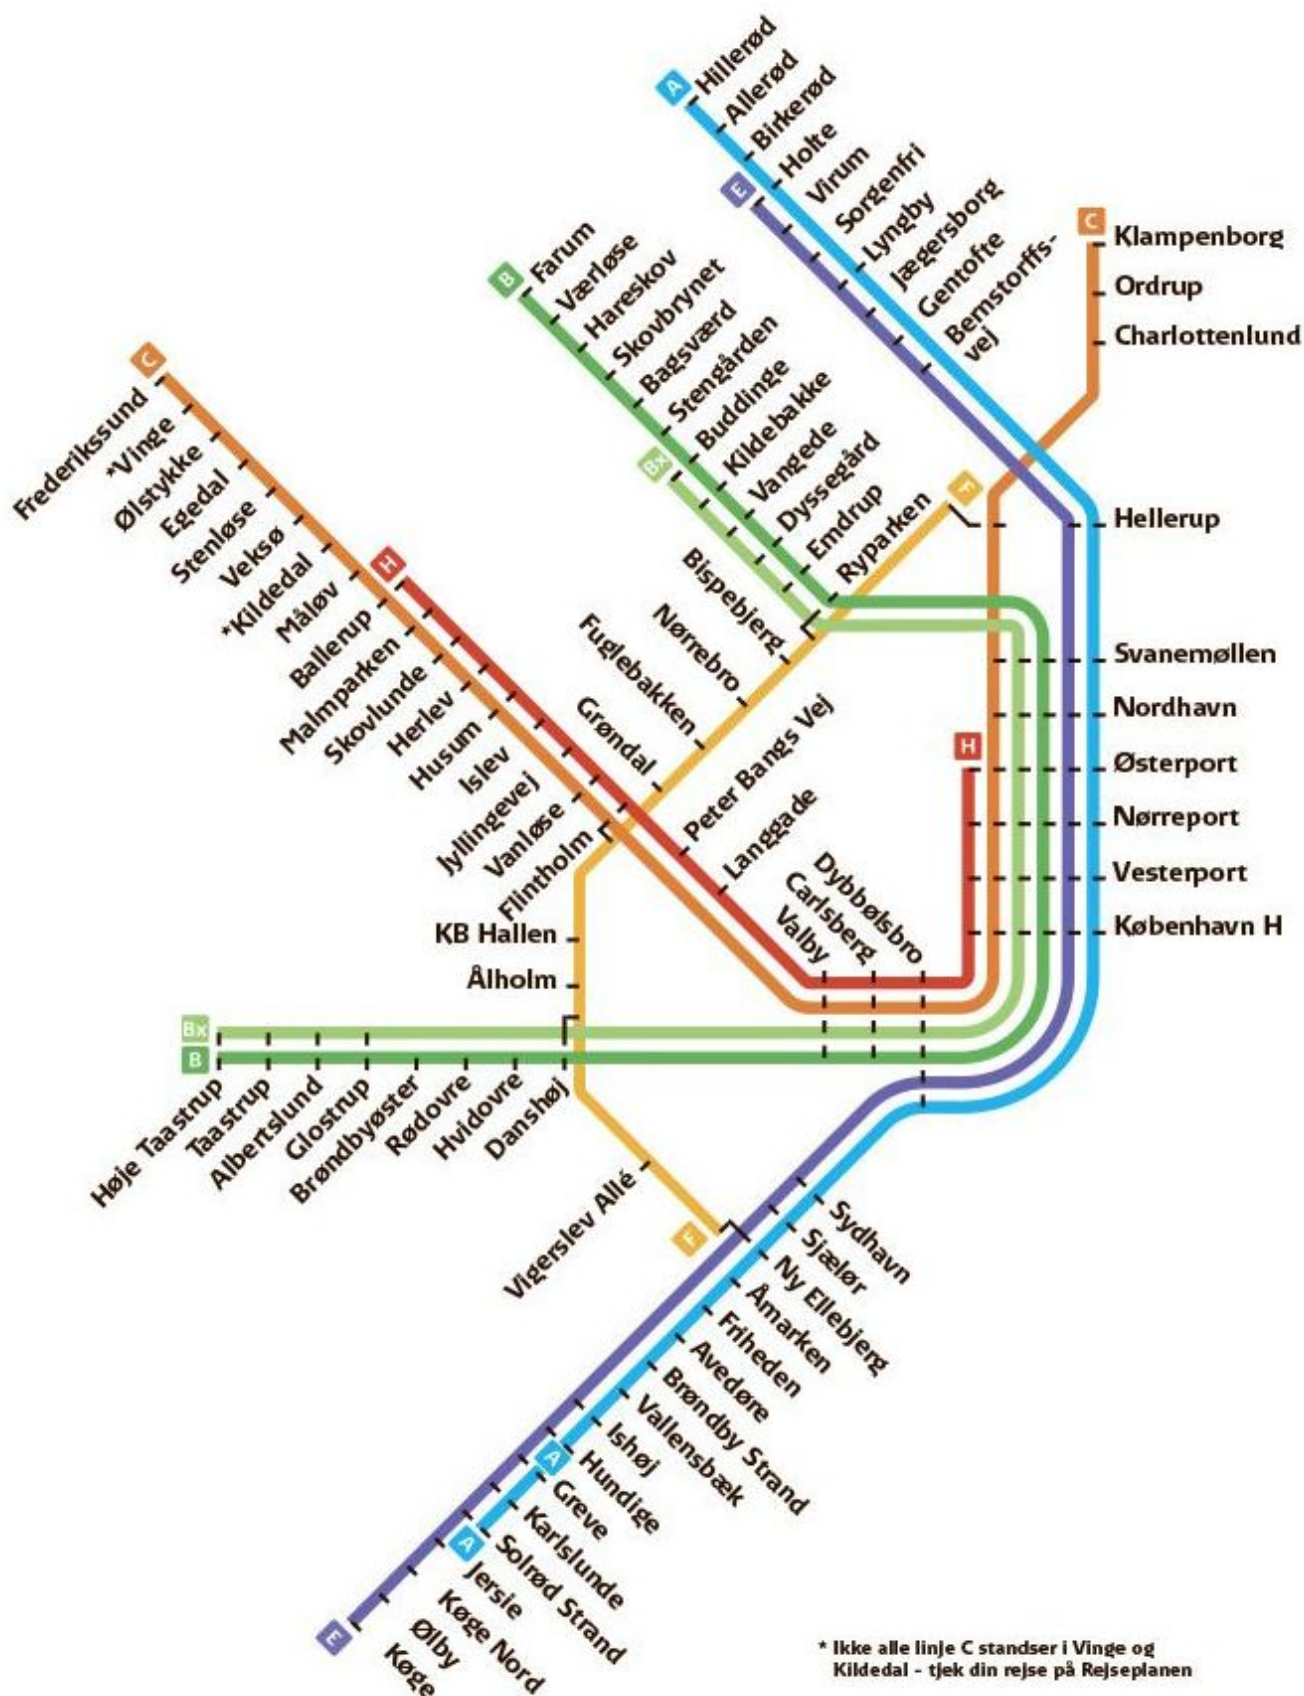 A
Hillerød
Allerød
Birkerød
Holte
Virum
Sorgenfri
Lyngby
Jægersborg
Gentofte
Bernstorffs-
vej
E
C
Klampenborg
Ordrup
Charlottenlund
B
Farum
Værløse
Hareskov
Skovbrynet
Bagsværd
Stengården
Buddinge
Kildebakke
Vangede
Dyssegård
Emdrup
Ryparken
Bx
F
C
Frederikssund
*Vinge
Ølstykke
Egedal
Stenløse
Veksø
*Kildedal
Måløv
Ballerup
Malmparken
Skovlunde
Herlev
Husum
Islev
Jyllingevej
Vanløse
Flintholm
H
Bispebjerg
Nørrebro
Fuglebakken
Grøndal
Peter Bangs Vej
Langgade
Valby
Carlsberg
Dybbølsbro
Hellerup
Svanemøllen
Nordhavn
H
Østerport
Nørreport
Vesterport
København H
KB Hallen
Ålholm
Bx
B
Høje Taastrup
Taastrup
Albertslund
Glostrup
Brøndbyøster
Rødovre
Hvidovre
Danshøj
Vigerslev Allé
F
Sydhavn
Sjælør
Ny Ellebjerg
Åmarken
Friheden
Avedøre
Brøndby Strand
Vallensbæk
Ishøj
Hundige
A
Greve
Karlslunde
Solrød Strand
A
Jersie
Køge Nord
Ølby
Køge
E
* Ikke alle linje C standser i Vinge og
Kildedal - tjek din rejse på Rejseplanen